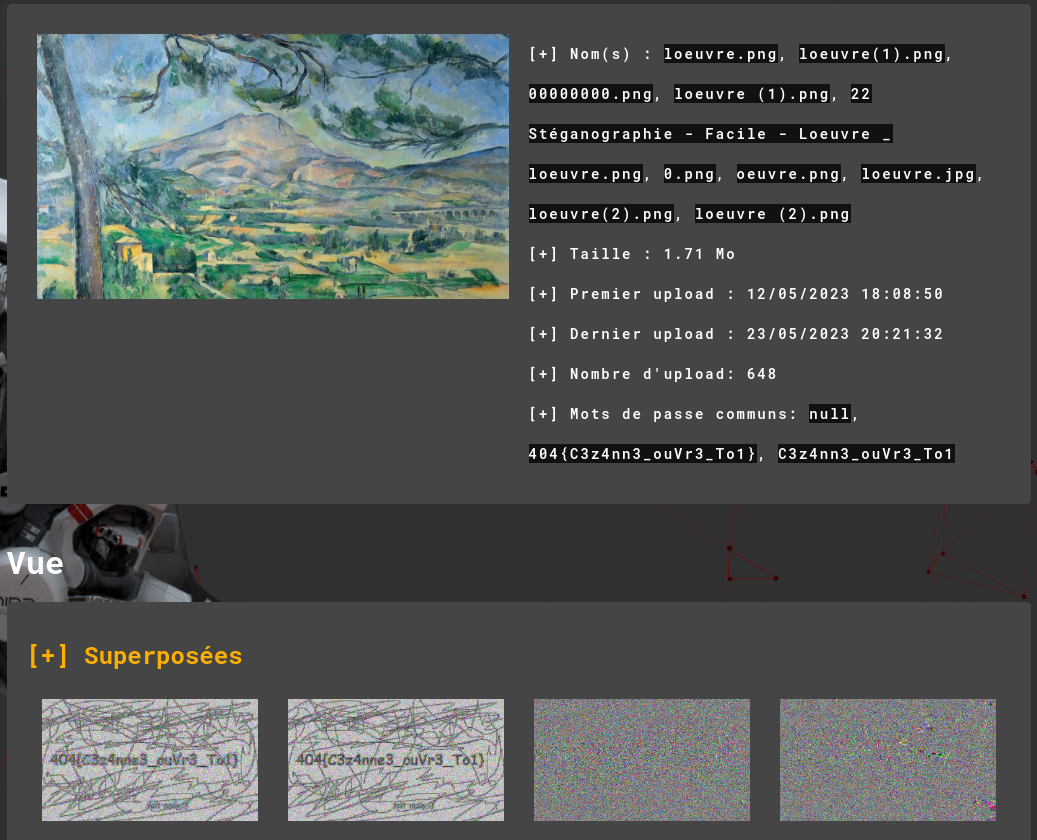 [+] Nom(s) : loeuvre.png, loeuvre(1).png,
00000000.png, loeuvre (1).png, 22
Stéganographie - Facile - Loeuvre _
loeuvre.png, 0.png, oeuvre.png, loeuvre.jpg,
loeuvre(2).png, loeuvre (2).png
[+] Taille : 1.71 Mo
[+] Premier upload : 12/05/2023 18:08:50
[+] Dernier upload : 23/05/2023 20:21:32
[+] Nombre d'upload: 648
[+] Mots de passe communs: null,
404{C3z4nn3_ouVr3_To1}, C3z4nn3_ouVr3_To1
Vue
[+] Superposées
404{C3z4nne3_ouVr3_To1} 404{C3z4nne3_ouVr3_To1}